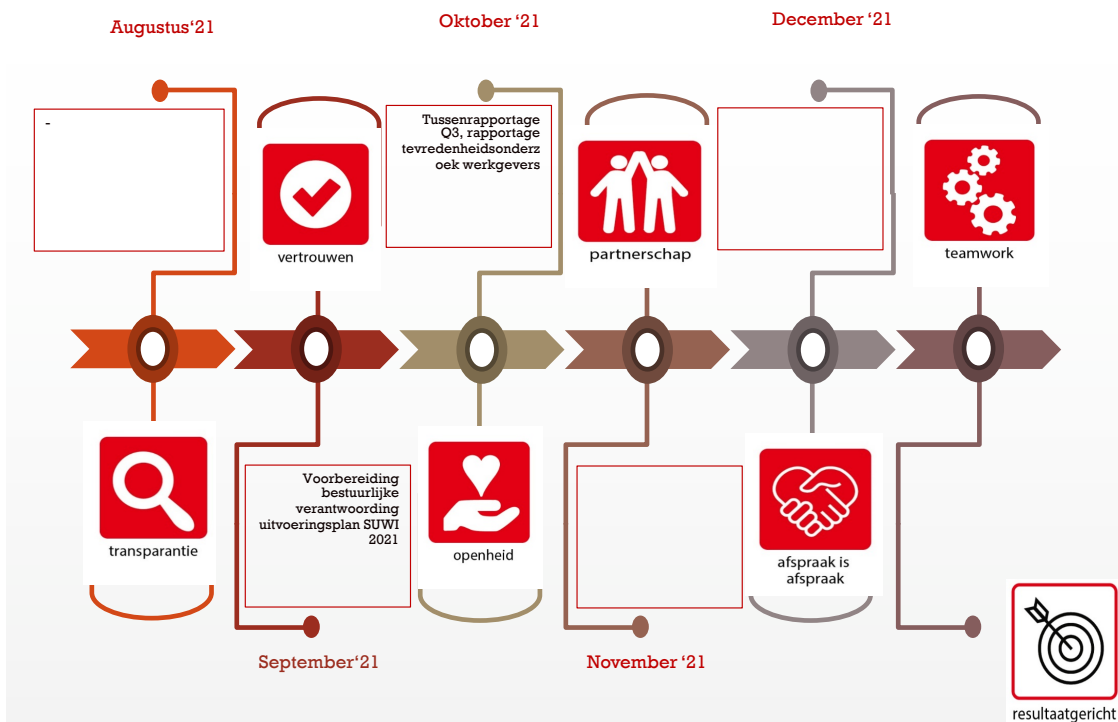 Augustus‘21
Oktober ‘21
December ‘21
-
Tussenrapportage
Q3, rapportage
tevredenheidsonderz
oek werkgevers
vertrouwen
partnerschap
teamwork
transparantie
Voorbereiding
bestuurlijke
verantwoording
uitvoeringsplan SUWI
2021
openheid
afspraak is
afspraak
September‘21
November ‘21
resultaatgericht